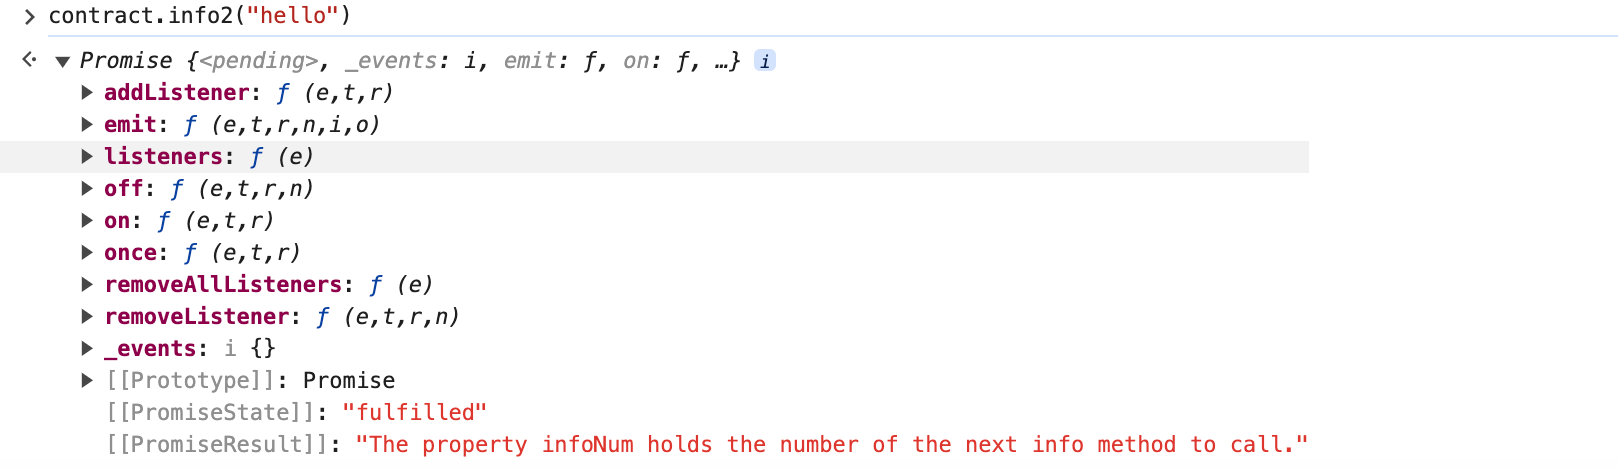 > contract.info2("hello")
<· ▼ Promise {<pending>, _events: i, emit: ƒ, on: ƒ, …} i
▶ addListener: ƒ (e,t,r)
▶ emit: ƒ (e,t,r,n,i,o)
▶ listeners: ƒ (e)
▶ off: ƒ (e,t,r,n)
▶ on: ƒ (e,t,r)
▶ once: ƒ (e,t,r)
▶ removeAllListeners: ƒ (e)
▶ removeListener: ƒ (e,t,r,n)
▶ _events: i {}
▶ [[Prototype]]: Promise
[[PromiseState]]: "fulfilled"
[[PromiseResult]]: "The property infoNum holds the number of the next info method to call."